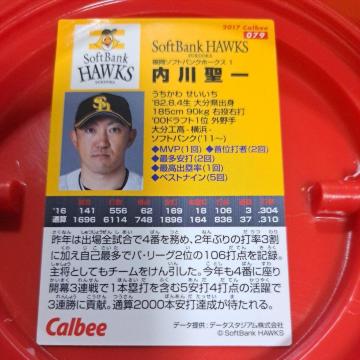 2017 Calbee
079
SoftBank
HAWKS
FUKUOKA
SoftBank HAWKS
FUKUOKA
福岡ソフトバンクホークス 1
内川聖一
うちかわ せいいち
'82.8.4生 大分県出身
185cm 90kg 右投右打
'00ドラフト1位 外野手
大分工高-横浜-
ソフトバンク('11~)
◆MVP(1回) ◆首位打者(2回)
◆最多安打(2回)
◆最高出塁率(1回)
◆ベストナイン(5回)
'16 141 556 62 169 18 106 3 .304
通算 1696 6114 748 1896 164 836 37 .310
昨年は出場全試合で4番を務め、2年ぶりの打率3割
に加え自己最多でパ・リーグ2位の106打点を記録。
主将としてもチームをけん引した。今年も4番に座り
開幕3連戦で1本塁打を含む5安打4打点の活躍で
3連勝に貢献。通算2000本安打達成が待たれる。
Calbee
データ提供:データスタジアム株式会社
©SoftBank HAWKS